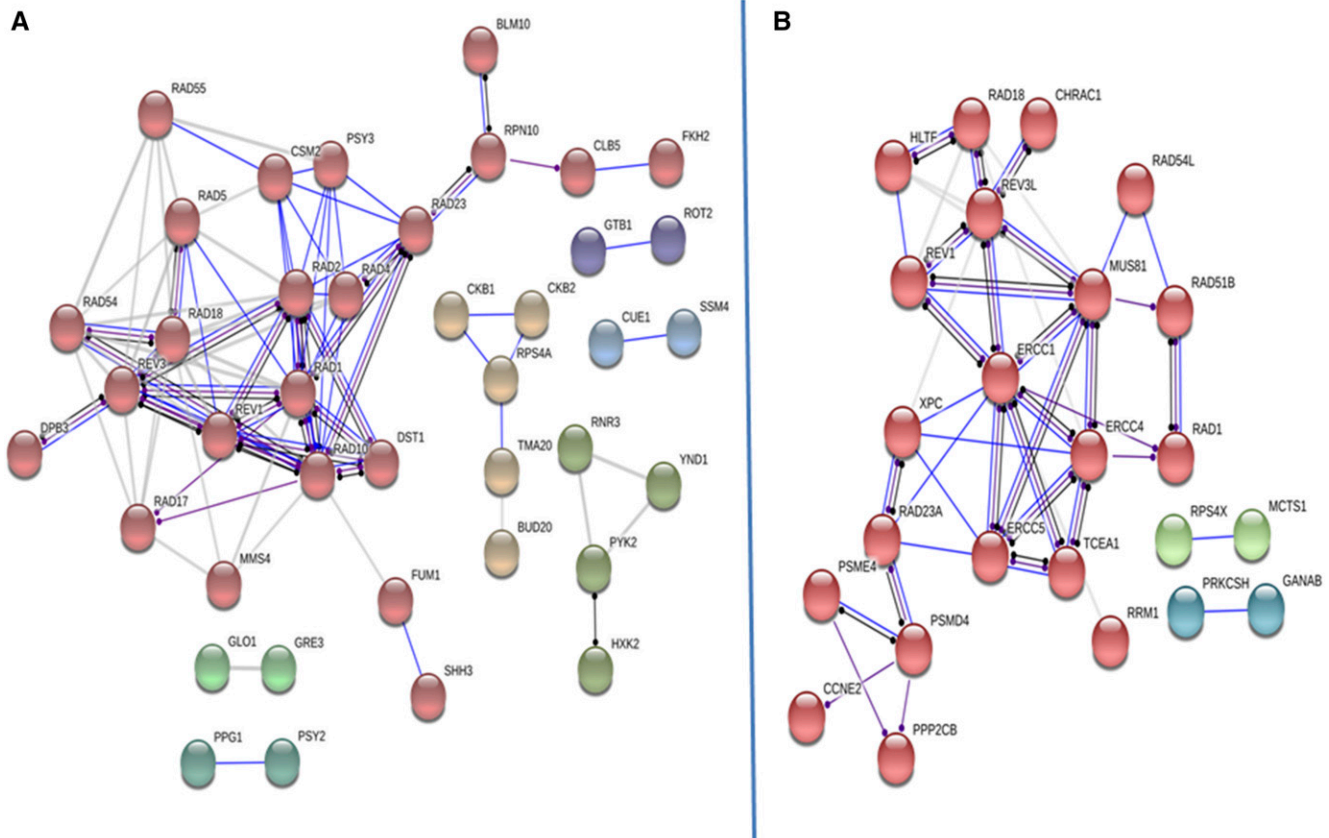 A
BLM10
RAD55
PSY3
RPN10
CSM2
CLB5
FKH2
RAD5
RAD23
GTB1
ROT2
RAD2
RAD4
CKB1
CKB2
CUE1
SSM4
RAD54
RAD18
RPS4A
REV3
RAD1
REV1
RNR3
DPB3
RAD10
DST1
TMA20
YND1
RAD17
BUD20
PYK2
MMS4
FUM1
GLO1
GRE3
HXK2
SHH3
PPG1
PSY2
B
RAD18
CHRAC1
HLTF
RAD54L
REV3L
REV1
MUS81
RAD51B
ERCC1
XPC
ERCC4
RAD1
RAD23A
ERCC5
TCEA1
RPS4X
MCTS1
PSME4
PRKCSH
GANAB
PSMD4
RRM1
CCNE2
PPP2CB